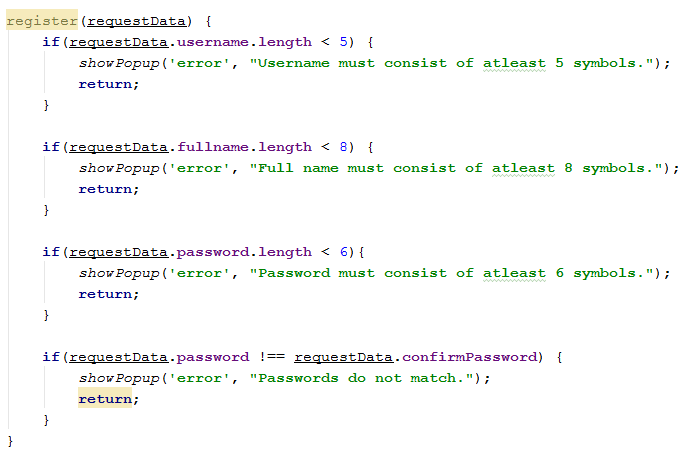 register(requestData) {
    if(requestData.username.length < 5) {
        showPopup('error', "Username must consist of atleast 5 symbols.");
        return;
    }

    if(requestData.fullname.length < 8) {
        showPopup('error', "Full name must consist of atleast 8 symbols.");
        return;
    }

    if(requestData.password.length < 6){
        showPopup('error', "Password must consist of atleast 6 symbols.");
        return;
    }

    if(requestData.password !== requestData.confirmPassword) {
        showPopup('error', "Passwords do not match.");
        return;
    }
}